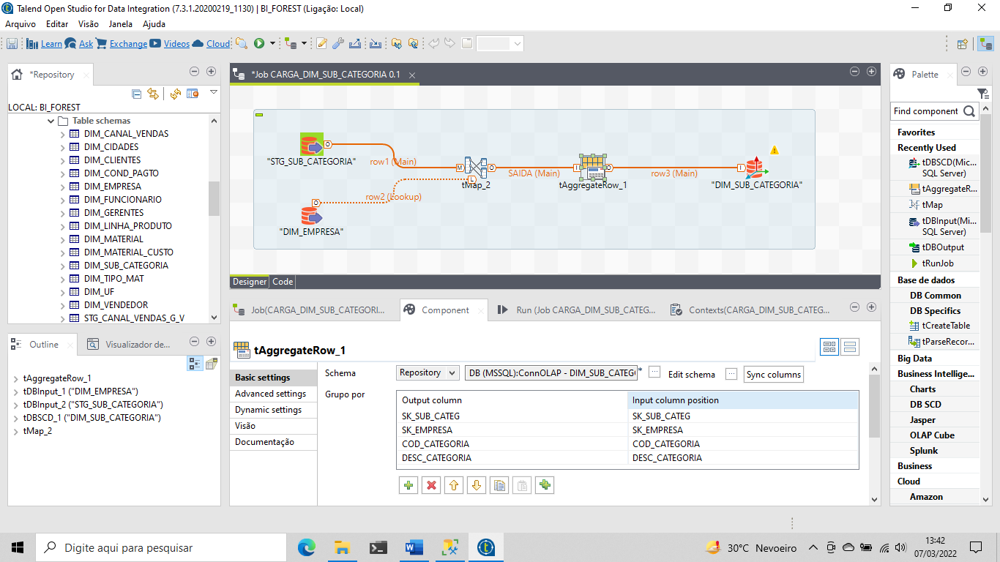 Talend Open Studio for Data Integration (7.3.1.20200219_1130) | BI_FOREST (Ligação: Local)
Arquivo Editar Visão Janela Ajuda
Learn Ask Exchange Videos Cloud
*Repository
LOCAL: BI_FOREST
Table schemas
DIM_CANAL_VENDAS
DIM_CIDADES
DIM_CLIENTES
DIM_COND_PAGTO
DIM_EMPRESA
DIM_FUNCIONARIO
DIM_GERENTES
DIM_LINHA_PRODUTO
DIM_MATERIAL
DIM_MATERIAL_CUSTO
DIM_SUB_CATEGORIA
DIM_TIPO_MAT
DIM_UF
DIM_VENDEDOR
STG_CANAL_VENDAS_G_V
Outline Visualizador de...
tAggregateRow_1
tDBInput_1 ("DIM_EMPRESA")
tDBInput_2 ("STG_SUB_CATEGORIA")
tDBSCD_1 ("DIM_SUB_CATEGORIA")
tMap_2
*Job CARGA_DIM_SUB_CATEGORIA 0.1
"STG_SUB_CATEGORIA"
O
row1 (Main)
M
O
L
tMap_2
row2 (Lookup)
O
"DIM_EMPRESA"
SAIDA (Main)
I
O
tAggregateRow_1
row3 (Main)
I
"DIM_SUB_CATEGORIA"
Designer Code
Job(CARGA_DIM_SUB_CATEGORI... Component Run (Job CARGA_DIM_SUB_CATEG... Contexts(CARGA_DIM_SUB_CATEG...
tAggregateRow_1
Basic settings
Advanced settings
Dynamic settings
Visão
Documentação
Schema Repository DB (MSSQL):ConnOLAP - DIM_SUB_CATEG * ... Edit schema ... Sync columns
Grupo por
Output column Input column position
SK_SUB_CATEG SK_SUB_CATEG
SK_EMPRESA SK_EMPRESA
COD_CATEGORIA COD_CATEGORIA
DESC_CATEGORIA DESC_CATEGORIA
Palette
Find component
Favorites
Recently Used
tDBSCD(Mic...
SQL Server)
tAggregateR...
tMap
tDBInput(Mi...
SQL Server)
tDBOutput
tRunJob
Base de dados
DB Common
DB Specifics
tCreateTable
tParseRecor...
Big Data
Business Intellige...
Charts
DB SCD
Jasper
OLAP Cube
Splunk
Business
Cloud
Amazon
Digite aqui para pesquisar
30°C Nevoeiro
13:42
07/03/2022